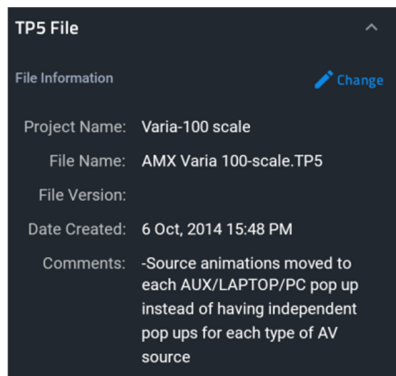 TP5 File
File Information
Change
Project Name: Varia-100 scale
File Name: AMX Varia 100-scale.TP5
File Version:
Date Created: 6 Oct, 2014 15:48 PM
Comments: -Source animations moved to
each AUX/LAPTOP/PC pop up
instead of having independent
pop ups for each type of AV
source